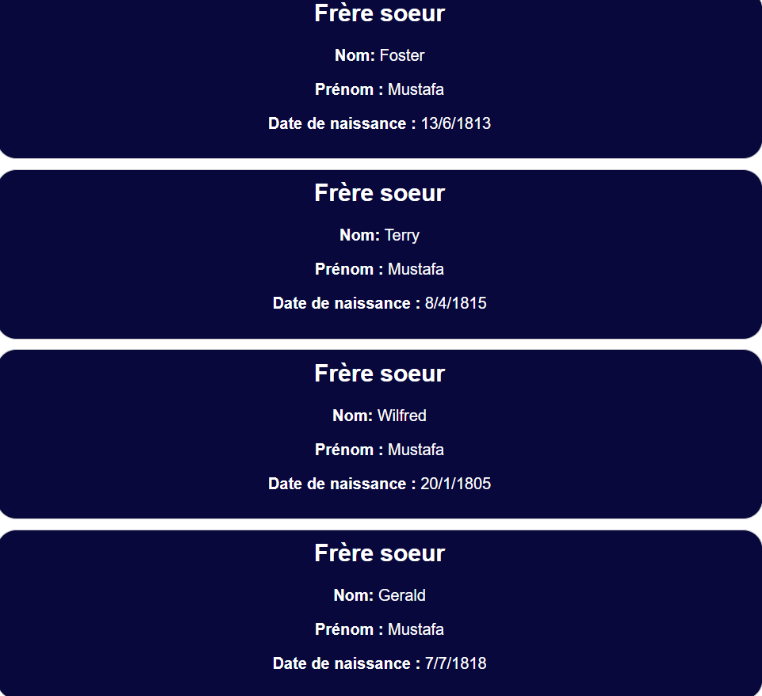 Frère soeur
Nom: Foster
Prénom : Mustafa
Date de naissance : 13/6/1813
Frère soeur
Nom: Terry
Prénom : Mustafa
Date de naissance : 8/4/1815
Frère soeur
Nom: Wilfred
Prénom : Mustafa
Date de naissance : 20/1/1805
Frère soeur
Nom: Gerald
Prénom : Mustafa
Date de naissance : 7/7/1818